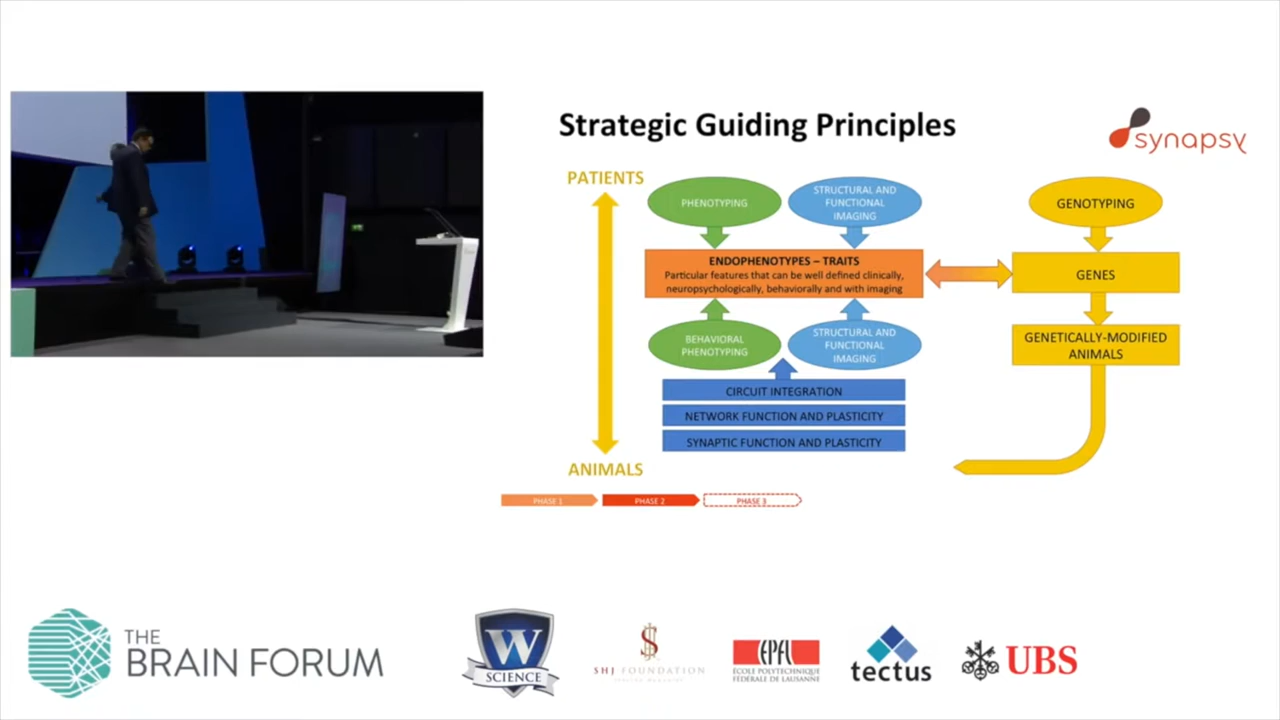 Strategic Guiding Principles
synapsy
PATIENTS
PHENOTYPING
STRUCTURAL AND
FUNCTIONAL
IMAGING
GENOTYPING
ENDOPHENOTYPES – TRAITS
Particular features that can be well defined clinically,
neuropsychologically, behaviorally and with imaging
GENES
BEHAVIORAL
PHENOTYPING
STRUCTURAL AND
FUNCTIONAL
IMAGING
GENETICALLY-MODIFIED
ANIMALS
CIRCUIT INTEGRATION
NETWORK FUNCTION AND PLASTICITY
SYNAPTIC FUNCTION AND PLASTICITY
ANIMALS
PHASE 1
PHASE 2
PHASE 3
THE
BRAIN FORUM
W
SCIENCE
SHJ FOUNDATION
EPFL
ÉCOLE POLYTECHNIQUE
FÉDÉRALE DE LAUSANNE
tectus
UBS